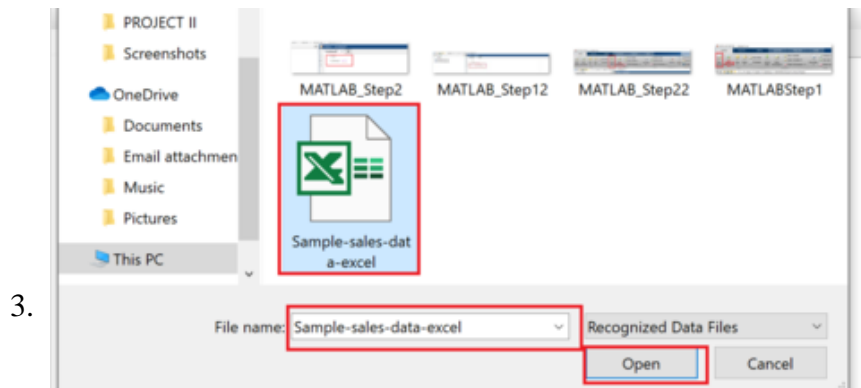 PROJECT II
Screenshots
OneDrive
Documents
Email attachmen
Music
Pictures
This PC
MATLAB_Step2
MATLAB_Step12
MATLAB_Step22
MATLABStep1
Sample-sales-dat
a-excel
3.
File name: Sample-sales-data-excel
Recognized Data Files
Open
Cancel